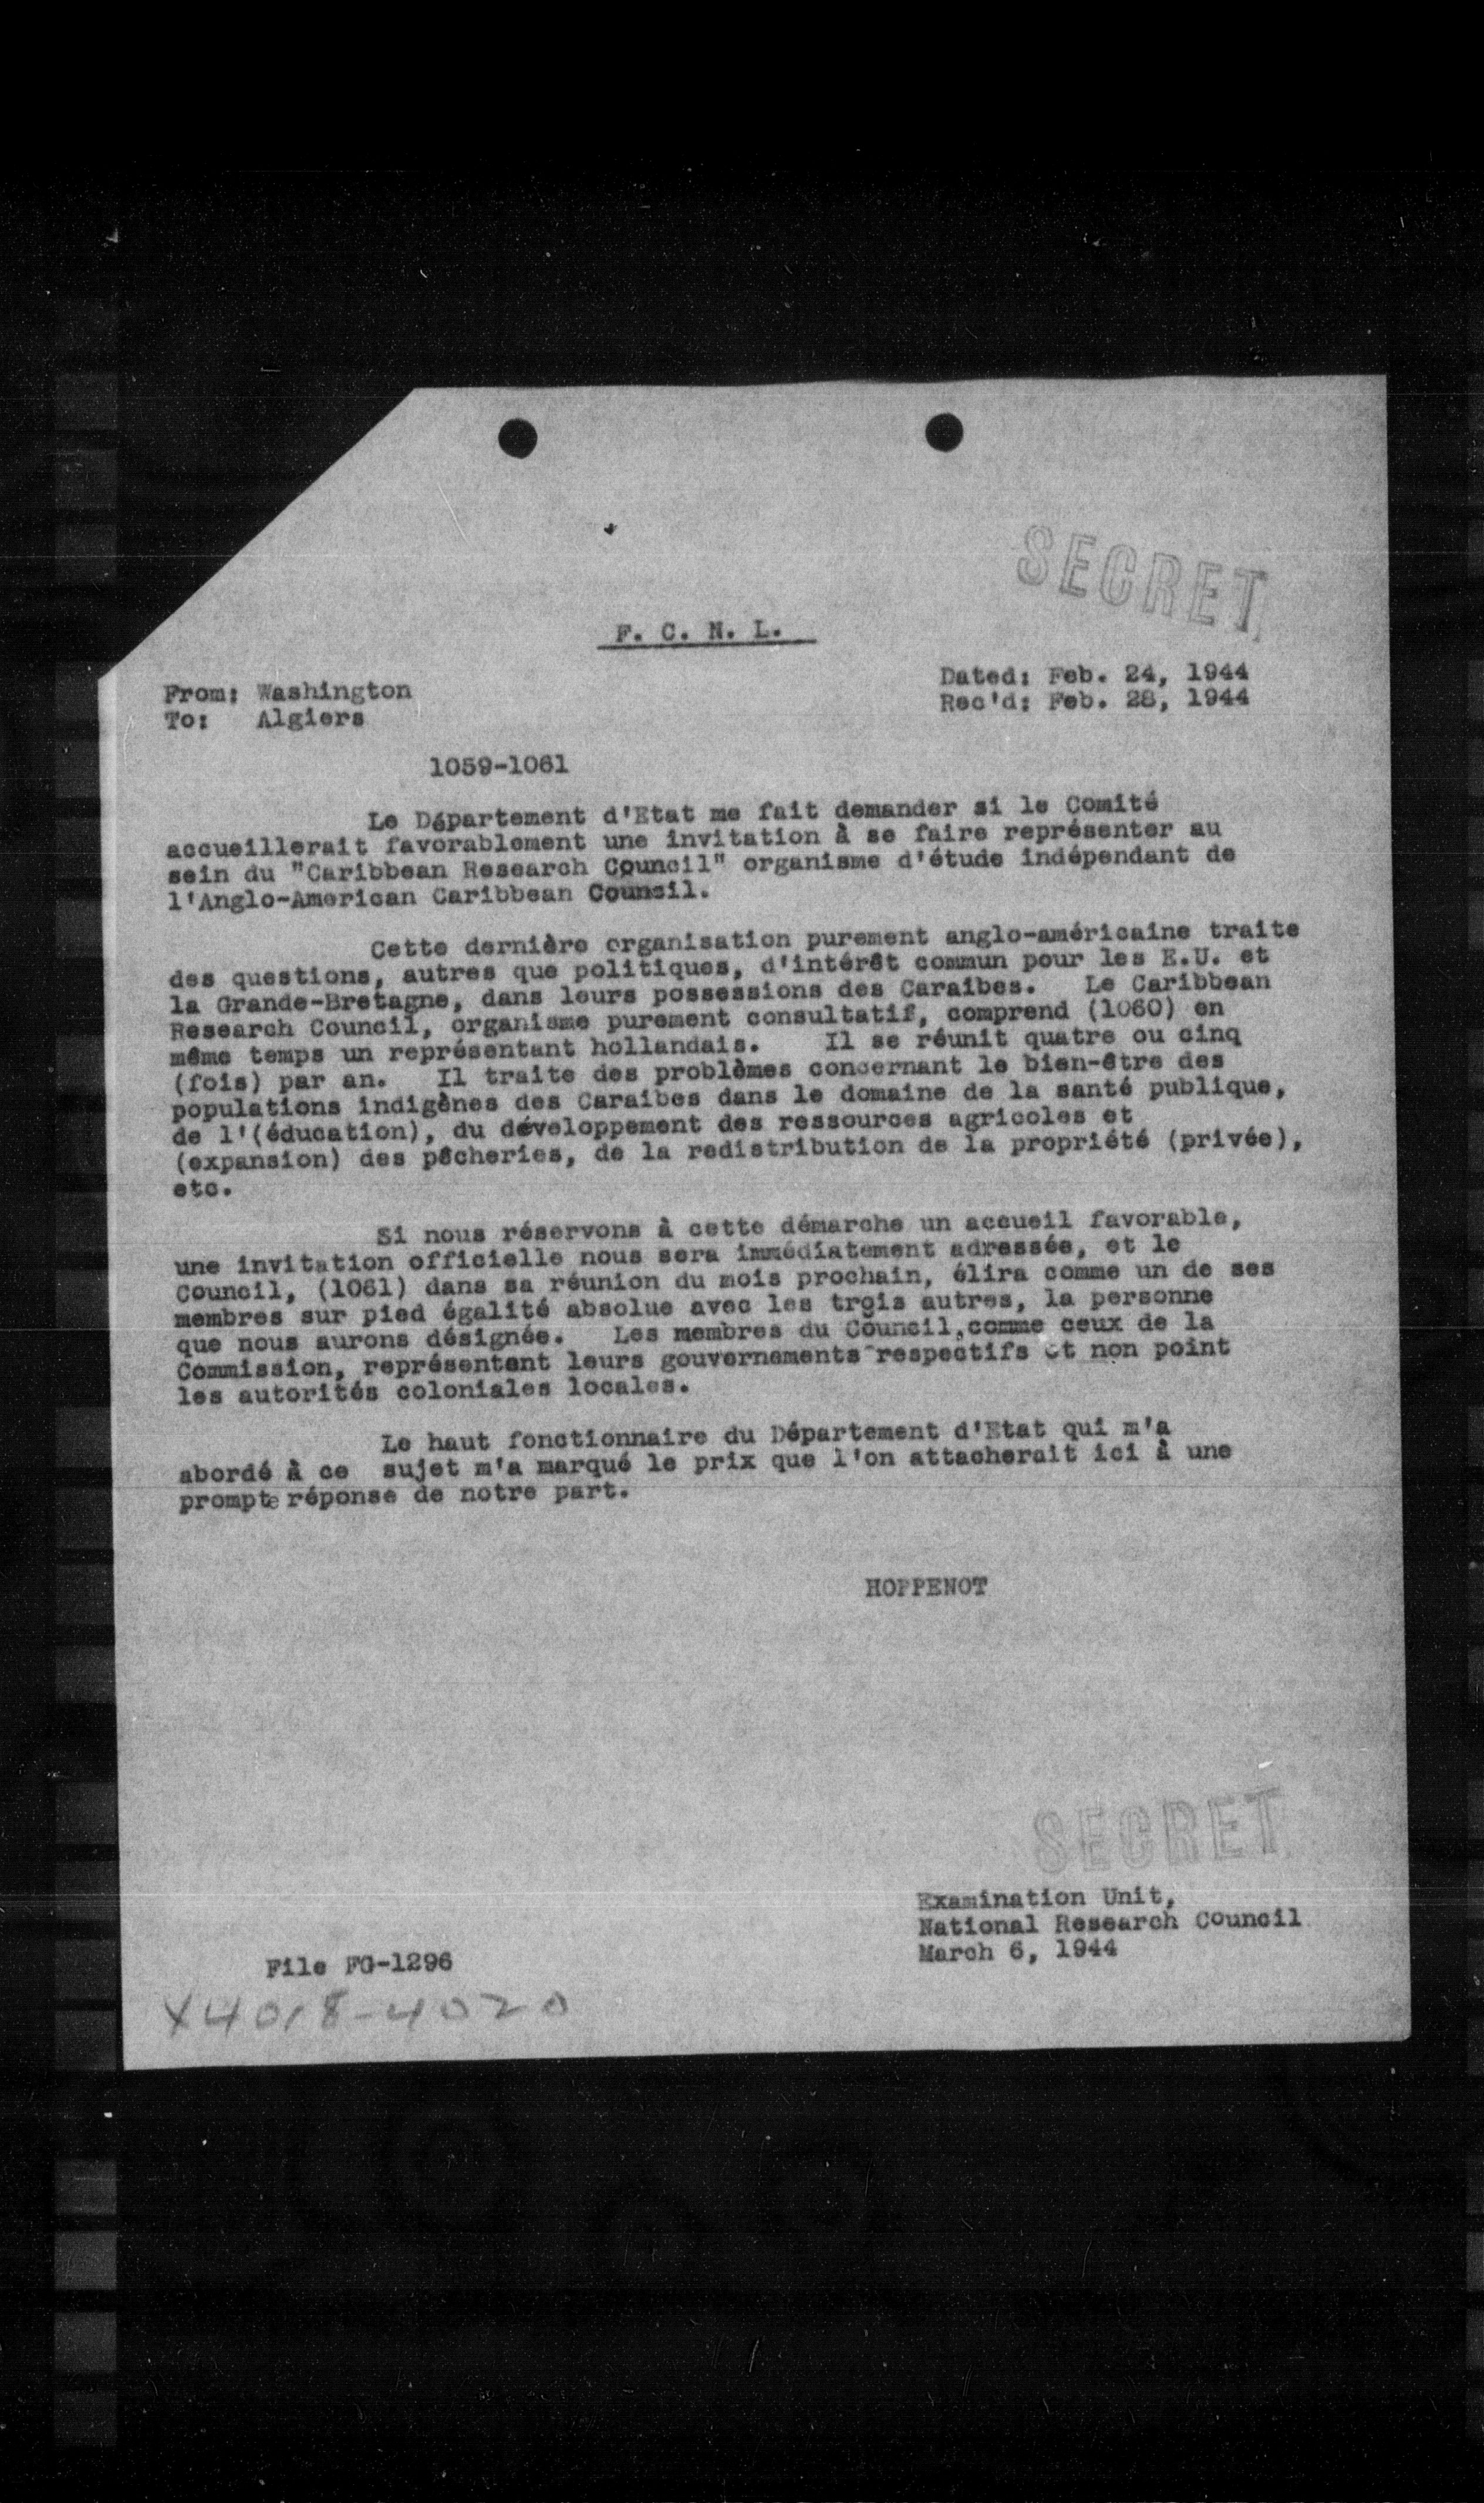 SECRET
F. C. N. L.
From: Washington
To: Algiers
Dated: Feb. 24, 1944
Rec'd: Feb. 28, 1944
1059-1061
Le Département d'Etat me fait demander si le Comité
accueillerait favorablement une invitation à se faire représenter au
sein du "Caribbean Research Council" organisme d'étude indépendant de
l'Anglo-American Caribbean Council.
Cette dernière organisation purement anglo-américaine traite
des questions, autres que politiques, d'intérêt commun pour les E.U. et
la Grande-Bretagne, dans leurs possessions des Caraibes. Le Caribbean
Research Council, organisme purement consultatif, comprend (1060) en
même temps un représentant hollandais. Il se réunit quatre ou cinq
(fois) par an. Il traite des problèmes concernant le bien-être des
populations indigènes des Caraibes dans le domaine de la santé publique,
de l'(éducation), du développement des ressources agricoles et
(expansion) des pêcheries, de la redistribution de la propriété (privée),
etc.
Si nous réservons à cette démarche un accueil favorable,
une invitation officielle nous sera immédiatement adressée, et le
Council, (1061) dans sa réunion du mois prochain, élira comme un de ses
membres sur pied égalité absolue avec les trois autres, la personne
que nous aurons désignée. Les membres du Council, comme ceux de la
Commission, représentent leurs gouvernements respectifs et non point
les autorités coloniales locales.
Le haut fonctionnaire du Département d'Etat qui m'a
abordé à ce sujet m'a marqué le prix que l'on attacherait ici à une
prompte réponse de notre part.
HOPPENOT
SECRET
Examination Unit,
National Research Council
March 6, 1944
File FG-1296
X4018-4020